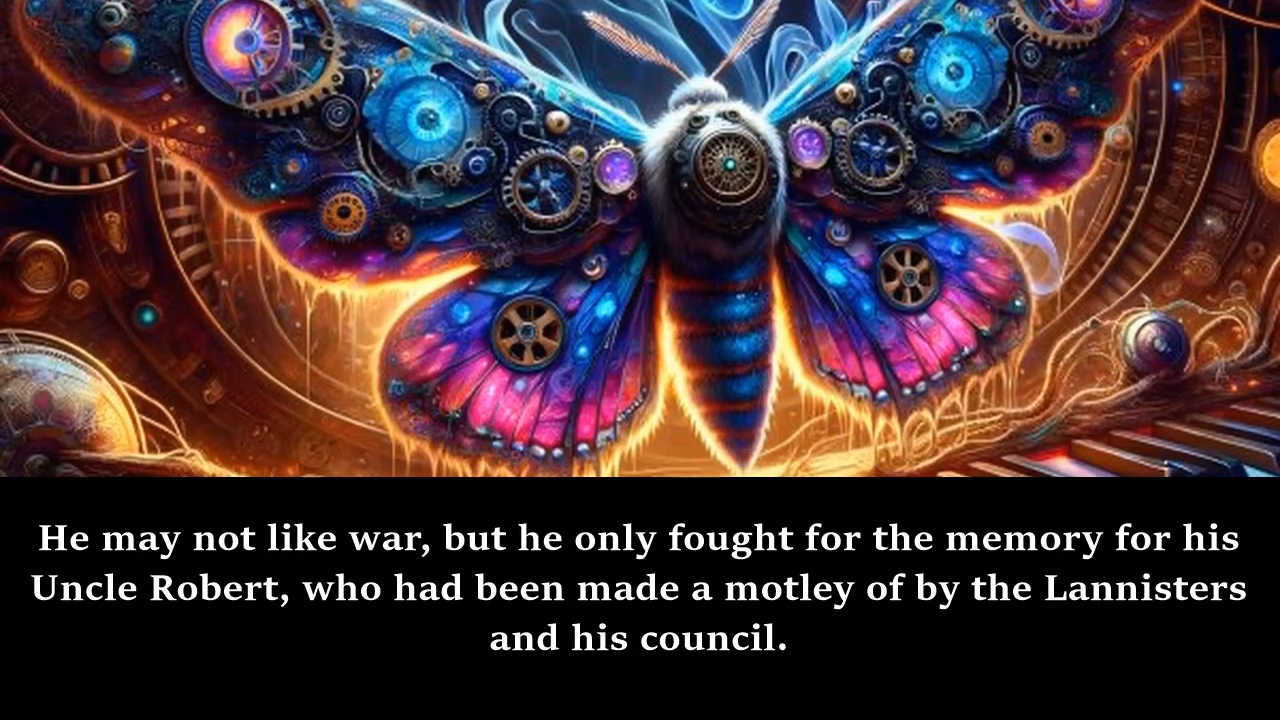 He may not like war, but he only fought for the memory for his
Uncle Robert, who had been made a motley of by the Lannisters
and his council.